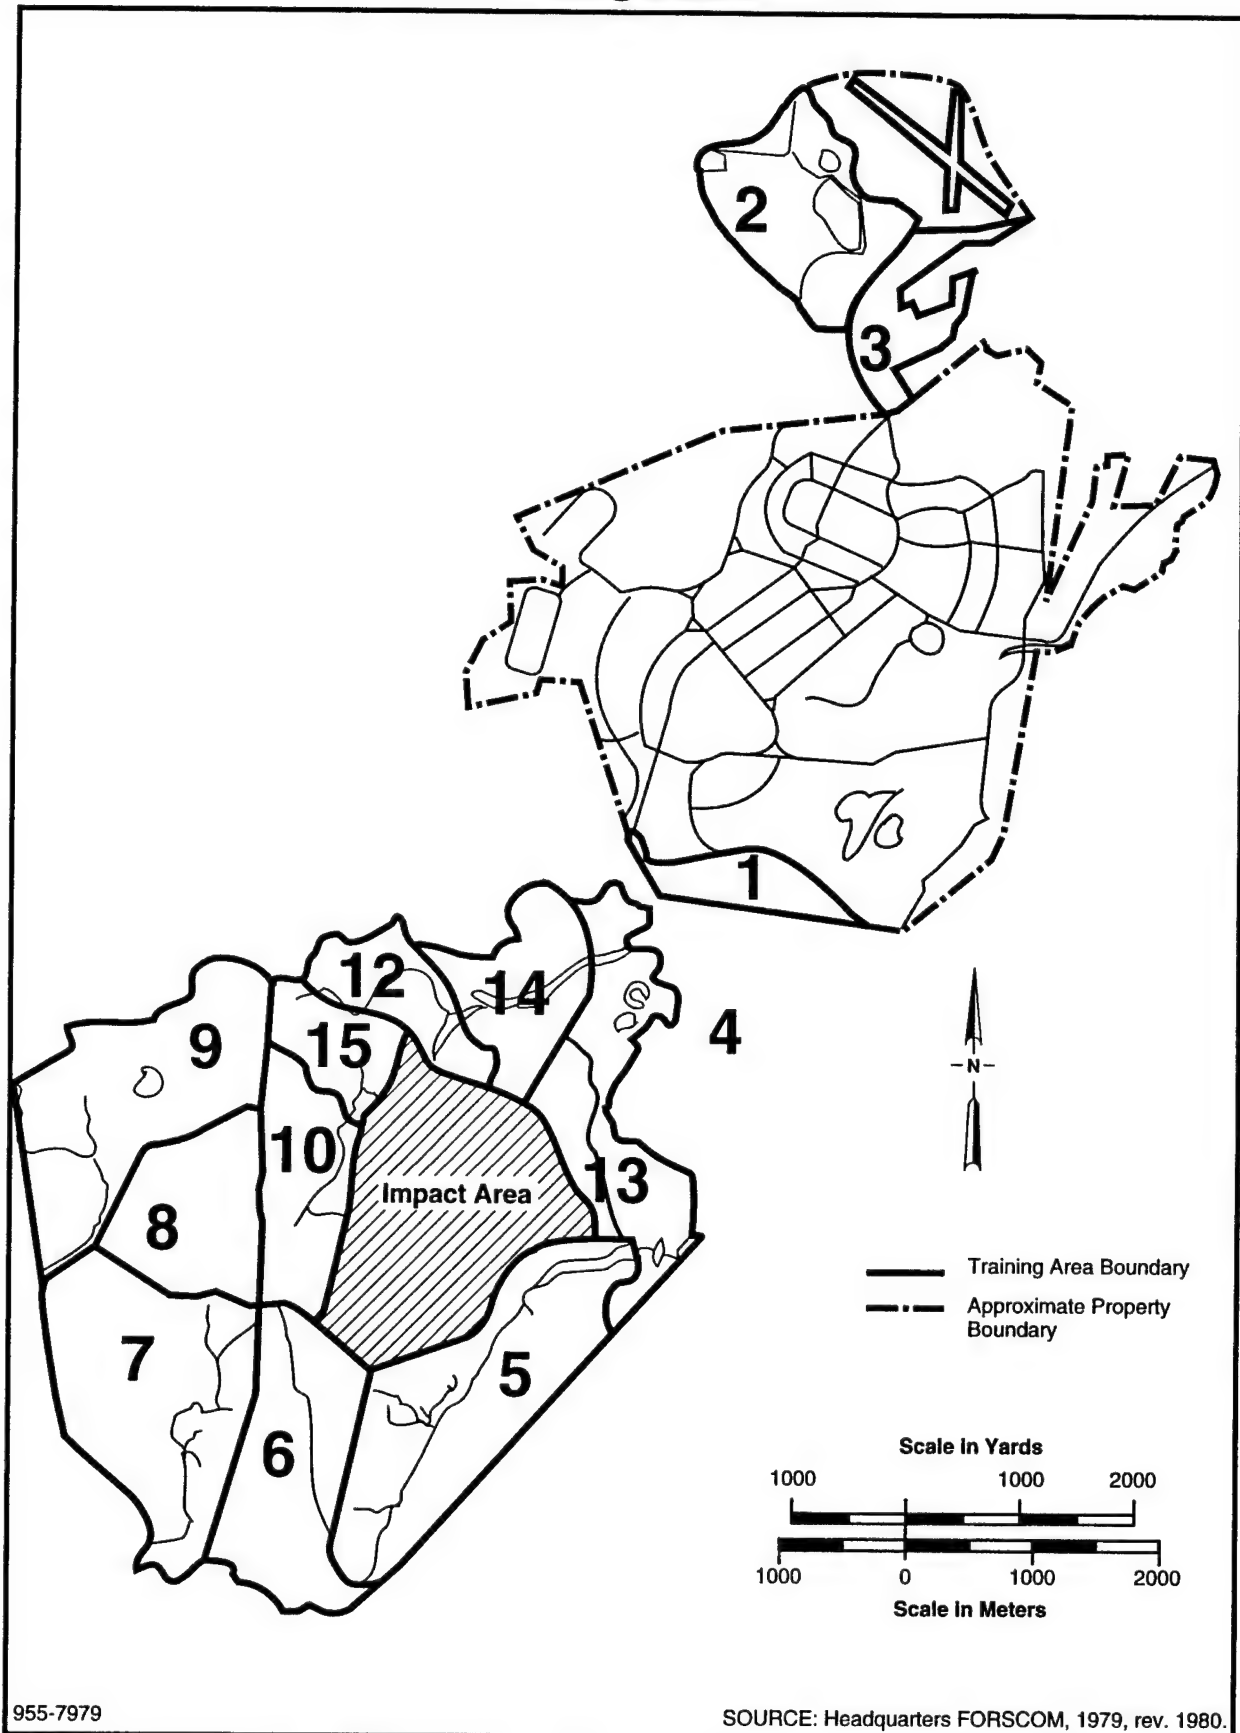 2
3
1
12
14
4
9
15
10
Impact Area
13
8
7
5
6
N
Training Area Boundary
Approximate Property
Boundary
Scale in Yards
1000 1000 2000
1000 0 1000 2000
Scale in Meters
955-7979
SOURCE: Headquarters FORSCOM, 1979, rev. 1980.